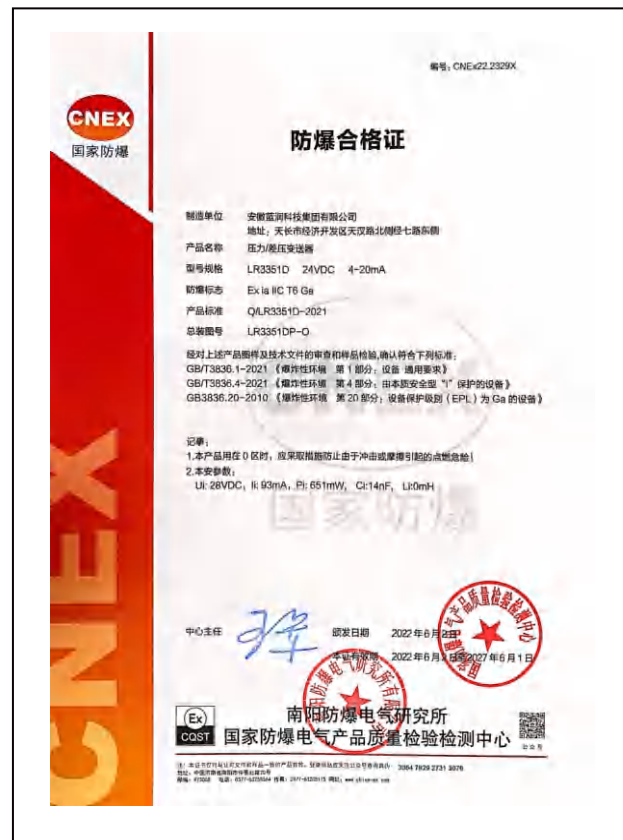 编号: CNEx22.2329X
CNEX
国家防爆
防爆合格证
制造单位 安徽蓝润科技集团有限公司
地址：天长市经济开发区天汉路北侧经七路东侧
产品名称 压力/差压变送器
型号规格 LR3351D 24VDC 4-20mA
防爆标志 Ex ia IIC T6 Ga
产品标准 Q/LR3351D-2021
总装图号 LR3351DP-O
经对上述产品图样及技术文件的审查和样品检验,确认符合下列标准:
GB/T3836.1-2021 《爆炸性环境 第 1 部分：设备 通用要求》
GB/T3836.4-2021 《爆炸性环境 第 4 部分：由本质安全型 "i" 保护的设备》
GB3836.20-2010 《爆炸性环境 第 20 部分：设备保护级别（EPL）为 Ga 的设备》
记事:
1.本产品用在 0 区时，应采取措施防止由于冲击或摩擦引起的点燃危险！
2.本安参数:
Ui: 28VDC, Ii: 93mA, Pi: 651mW, Ci:14nF, Li:0mH
国家防爆
CNEX
中心主任 颁发日期 2022 年 6 月 2 日
本证有效期 2022 年 6 月 2 日至2027 年 6 月 1 日
Ex
CQST
南阳防爆电气研究所
国家防爆电气产品质量检验检测中心
3064 7829 2731 3076